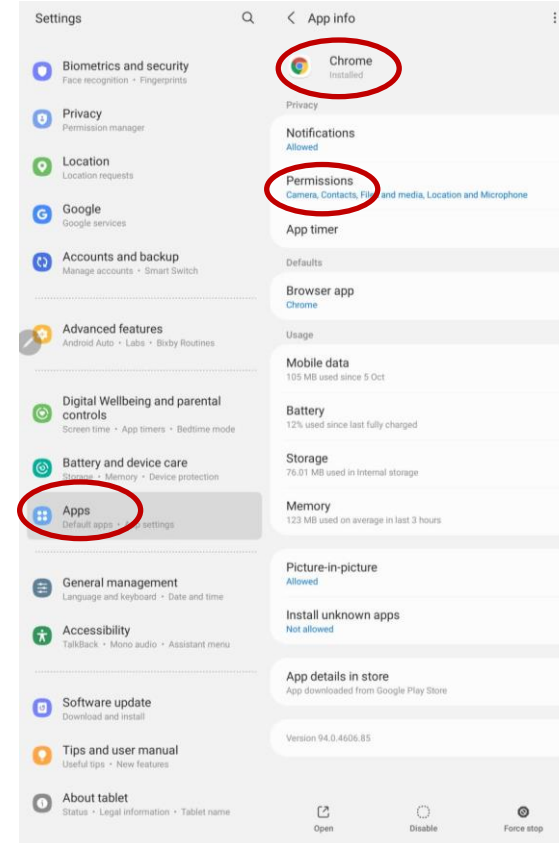 Settings
Biometrics and security
Face recognition • Fingerprints
Privacy
Permission manager
Location
Location requests
Google
Google services
Accounts and backup
Manage accounts • Smart Switch
Advanced features
Android Auto • Labs • Bixby Routines
Digital Wellbeing and parental
controls
Screen time • App timers • Bedtime mode
Battery and device care
Storage • Memory • Device protection
Apps
Default apps • App settings
General management
Language and keyboard • Date and time
Accessibility
TalkBack • Mono audio • Assistant menu
Software update
Download and install
Tips and user manual
Useful tips • New features
About tablet
Status • Legal information • Tablet name
App info
Chrome
Installed
Privacy
Notifications
Allowed
Permissions
Camera, Contacts, Files and media, Location and Microphone
App timer
Defaults
Browser app
Chrome
Usage
Mobile data
105 MB used since 5 Oct
Battery
12% used since last fully charged
Storage
76.01 MB used in Internal storage
Memory
123 MB used on average in last 3 hours
Picture-in-picture
Allowed
Install unknown apps
Not allowed
App details in store
App downloaded from Google Play Store
Version 94.0.4606.85
Open
Disable
Force stop